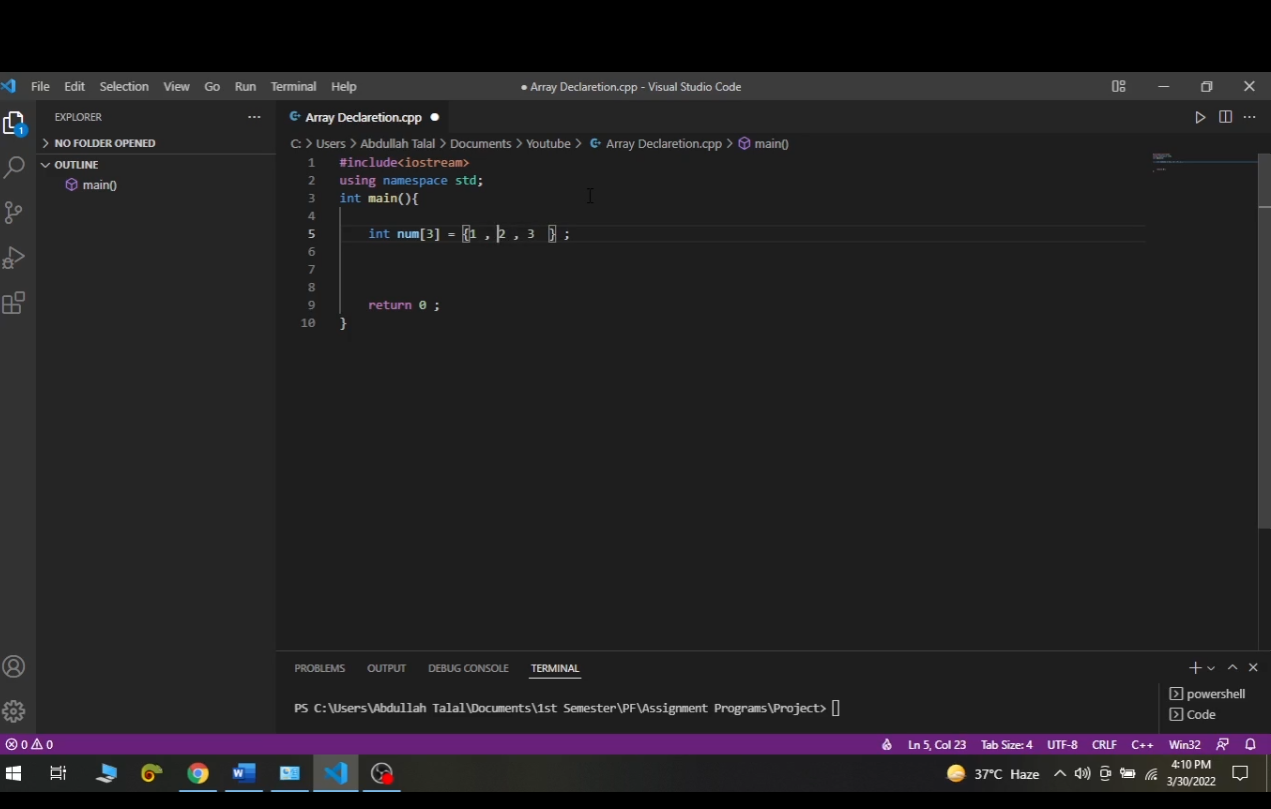 File Edit Selection View Go Run Terminal Help
● Array Declaretion.cpp - Visual Studio Code
EXPLORER
NO FOLDER OPENED
OUTLINE
main()
1
Array Declaretion.cpp ●
C: > Users > Abdullah Talal > Documents > Youtube > Array Declaretion.cpp > main()
1 #include<iostream>
2 using namespace std;
3 int main(){
4
5 int num[3] = {1 , 2 , 3  } ;
6
7
8
9 return 0 ;
10 }
PROBLEMS OUTPUT DEBUG CONSOLE TERMINAL
PS C:\Users\Abdullah Talal\Documents\1st Semester\PF\Assignment Programs\Project>
powershell
Code
0 0 Ln 5, Col 23 Tab Size: 4 UTF-8 CRLF C++ Win32
37°C Haze
4:10 PM
3/30/2022